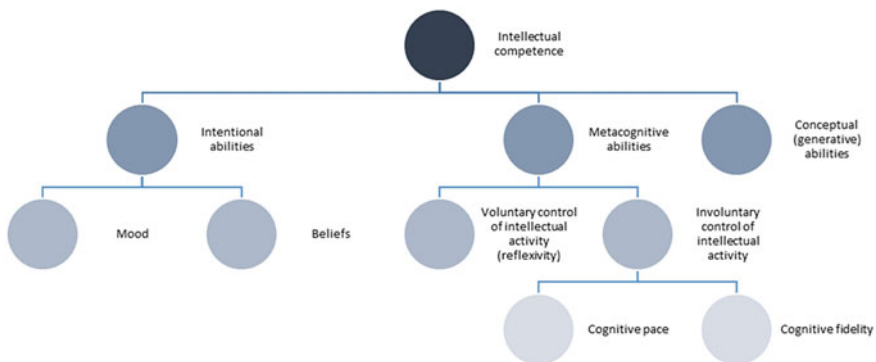 Intellectual
competence
Intentional
abilities
Metacognitive
abilities
Conceptual
(generative)
abilities
Mood
Beliefs
Voluntary control
of intellectual
activity
(reflexivity)
Involuntary
control of
intellectual
activity
Cognitive pace
Cognitive fidelity